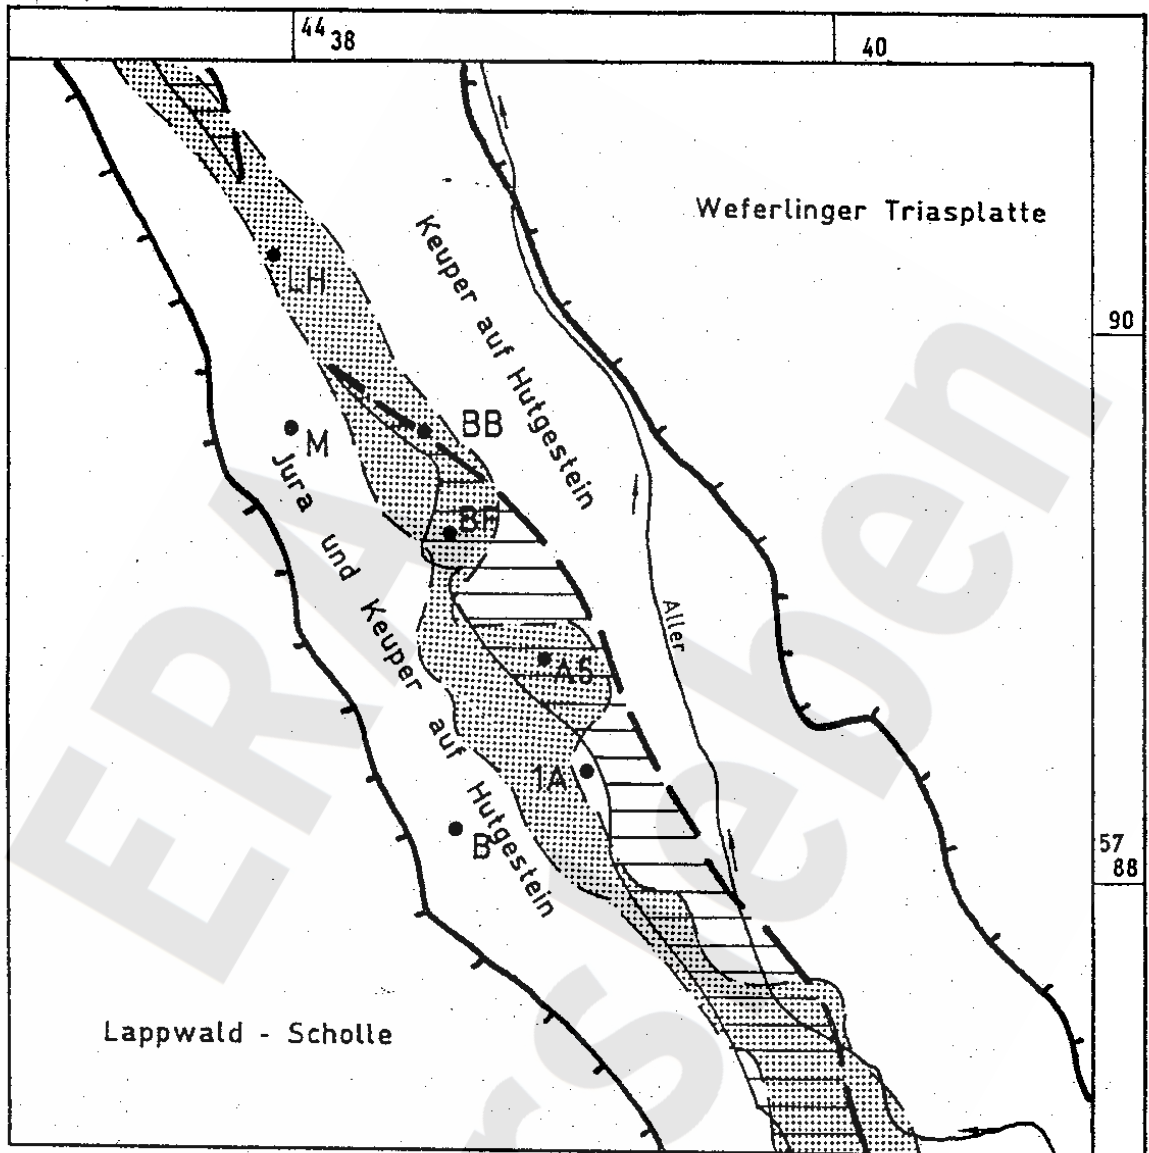 44 38
40
Weferlinger Triasplatte
Keuper auf Hutgestein
LH
90
BB
M
Jura und Keuper auf Hutgestein
BF
Aller
A5
1A
B
57
88
Lappwald - Scholle
ERA
rsleben